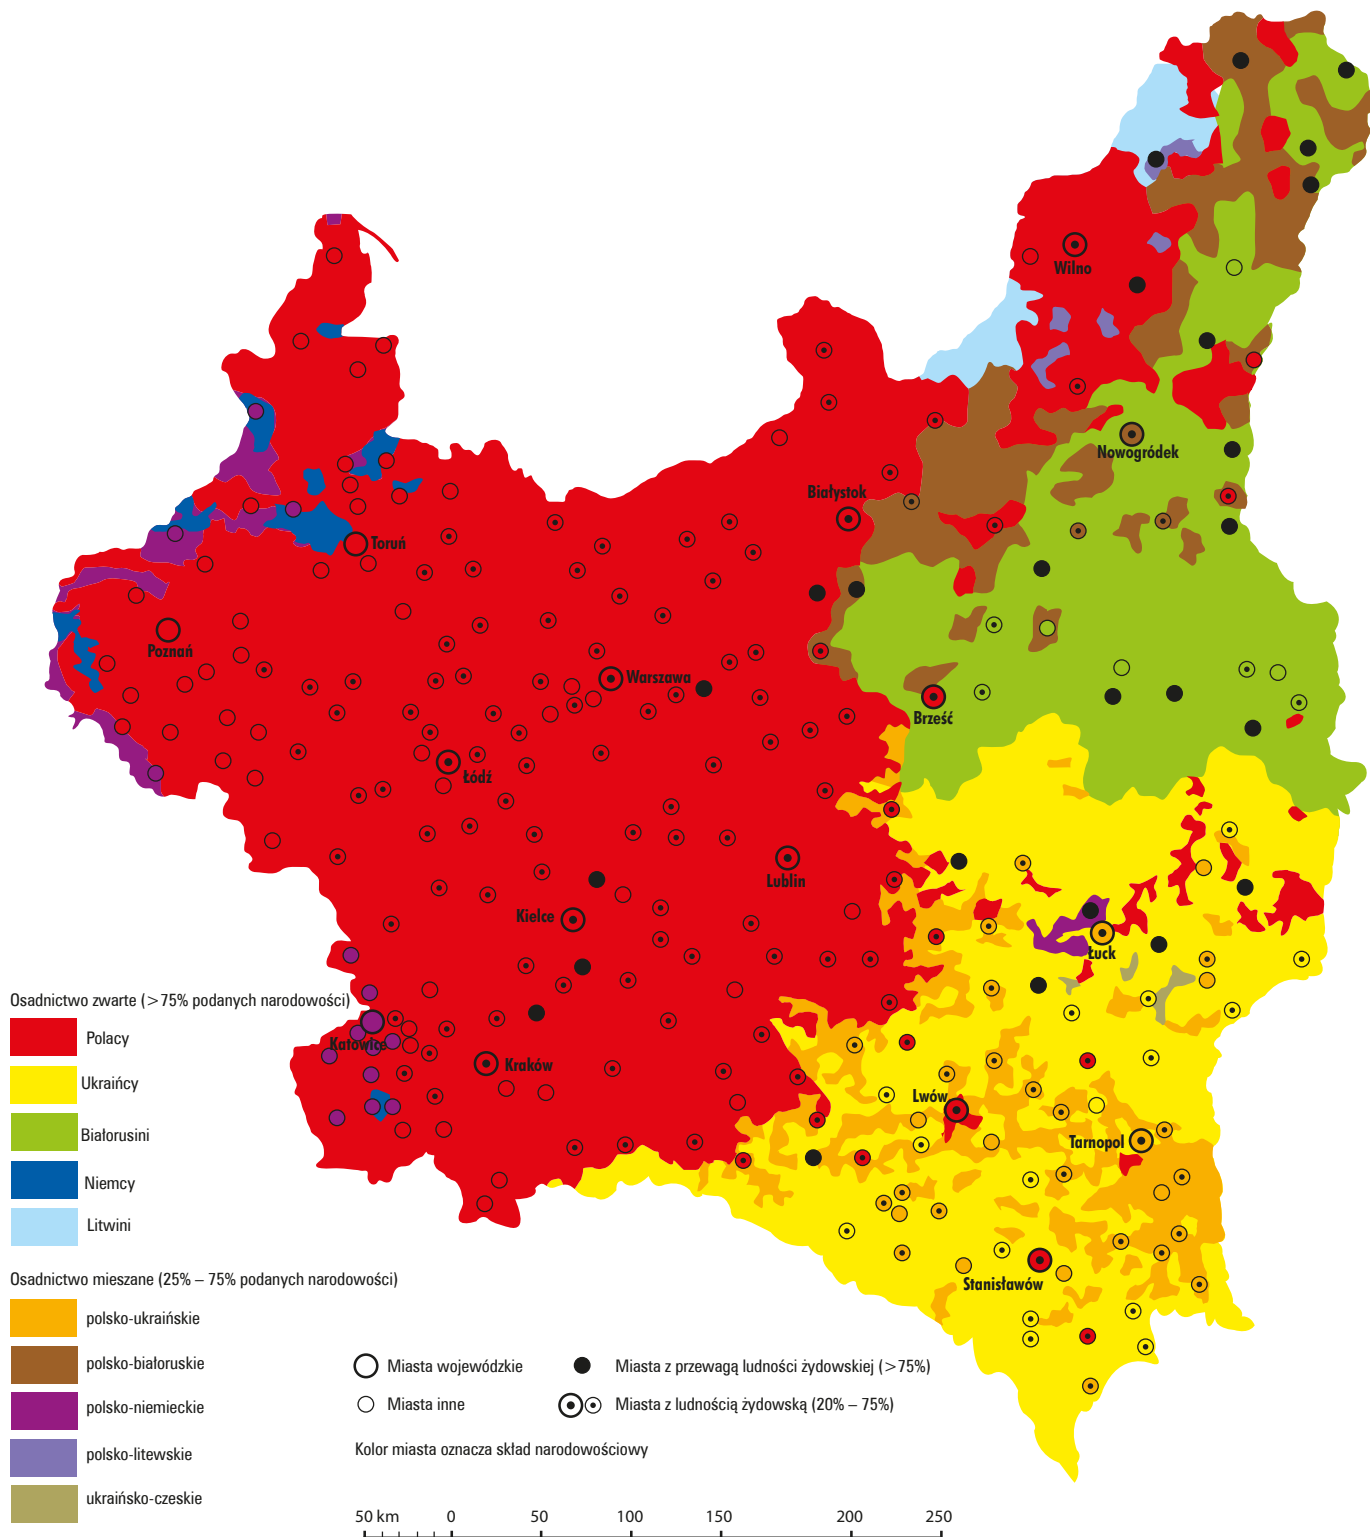 Wilno
Nowogródek
Białystok
Toruń
Poznań
Warszawa
Brześć
Łódź
Lublin
Kielce
Łuck
Katowice
Kraków
Lwów
Tarnopol
Stanisławów
Osadnictwo zwarte (>75% podanych narodowości)
Polacy
Ukraińcy
Białorusini
Niemcy
Litwini
Osadnictwo mieszane (25% – 75% podanych narodowości)
polsko-ukraińskie
polsko-białoruskie
polsko-niemieckie
polsko-litewskie
ukraińsko-czeskie
Miasta wojewódzkie
Miasta z przewagą ludności żydowskiej (>75%)
Miasta inne
Miasta z ludnością żydowską (20% – 75%)
Kolor miasta oznacza skład narodowościowy
50 km 0 50 100 150 200 250